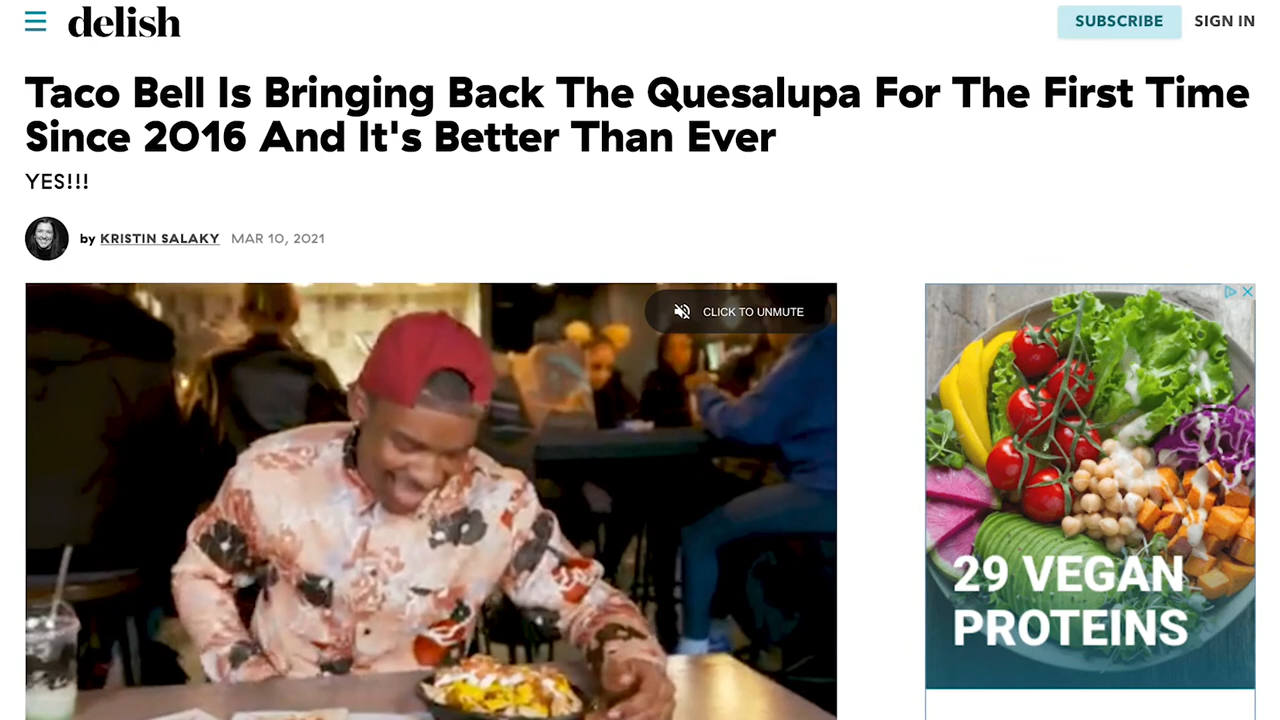 delish
SUBSCRIBE
SIGN IN
Taco Bell Is Bringing Back The Quesalupa For The First Time
Since 2016 And It's Better Than Ever
YES!!!
by KRISTIN SALAKY MAR 10, 2021
CLICK TO UNMUTE
29 VEGAN
PROTEINS